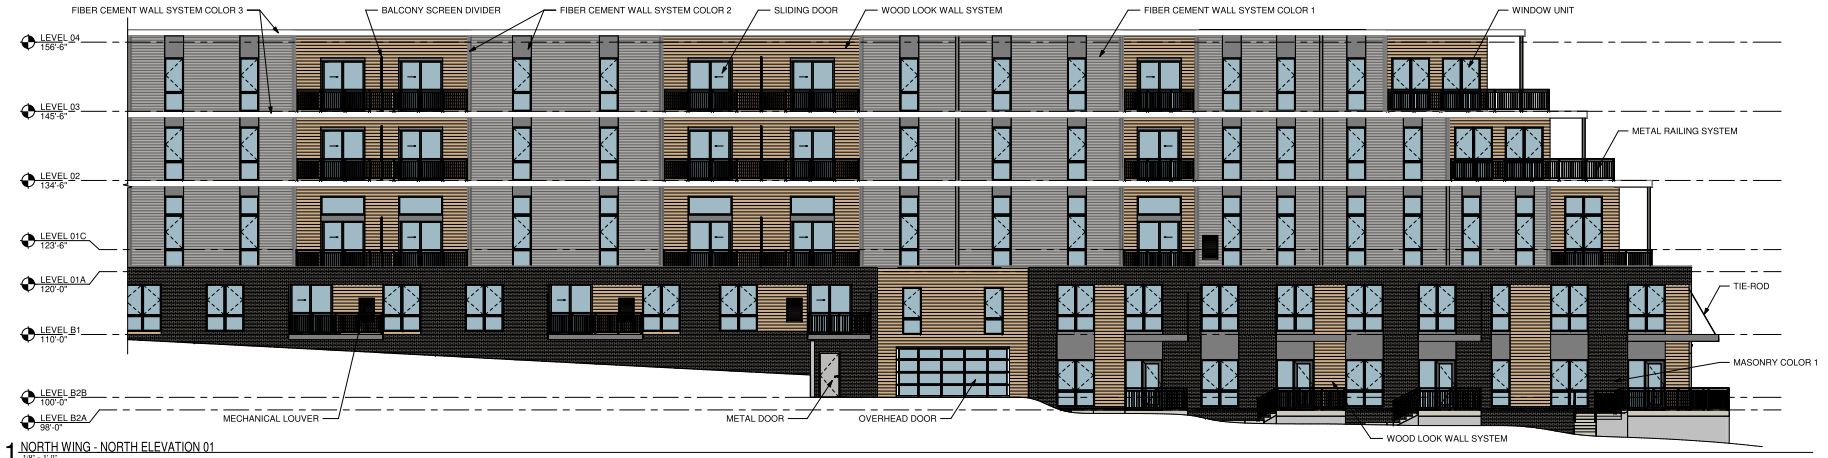 FIBER CEMENT WALL SYSTEM COLOR 3
BALCONY SCREEN DIVIDER
FIBER CEMENT WALL SYSTEM COLOR 2
SLIDING DOOR
WOOD LOOK WALL SYSTEM
FIBER CEMENT WALL SYSTEM COLOR 1
WINDOW UNIT
LEVEL 04
156'-6"
LEVEL 03
145'-6"
METAL RAILING SYSTEM
LEVEL 02
134'-6"
LEVEL 01C
123'-6"
LEVEL 01A
120'-0"
TIE-ROD
LEVEL B1
110'-0"
MASONRY COLOR 1
LEVEL B2B
100'-0"
LEVEL B2A
98'-0"
MECHANICAL LOUVER
METAL DOOR
OVERHEAD DOOR
WOOD LOOK WALL SYSTEM
1 NORTH WING - NORTH ELEVATION 01